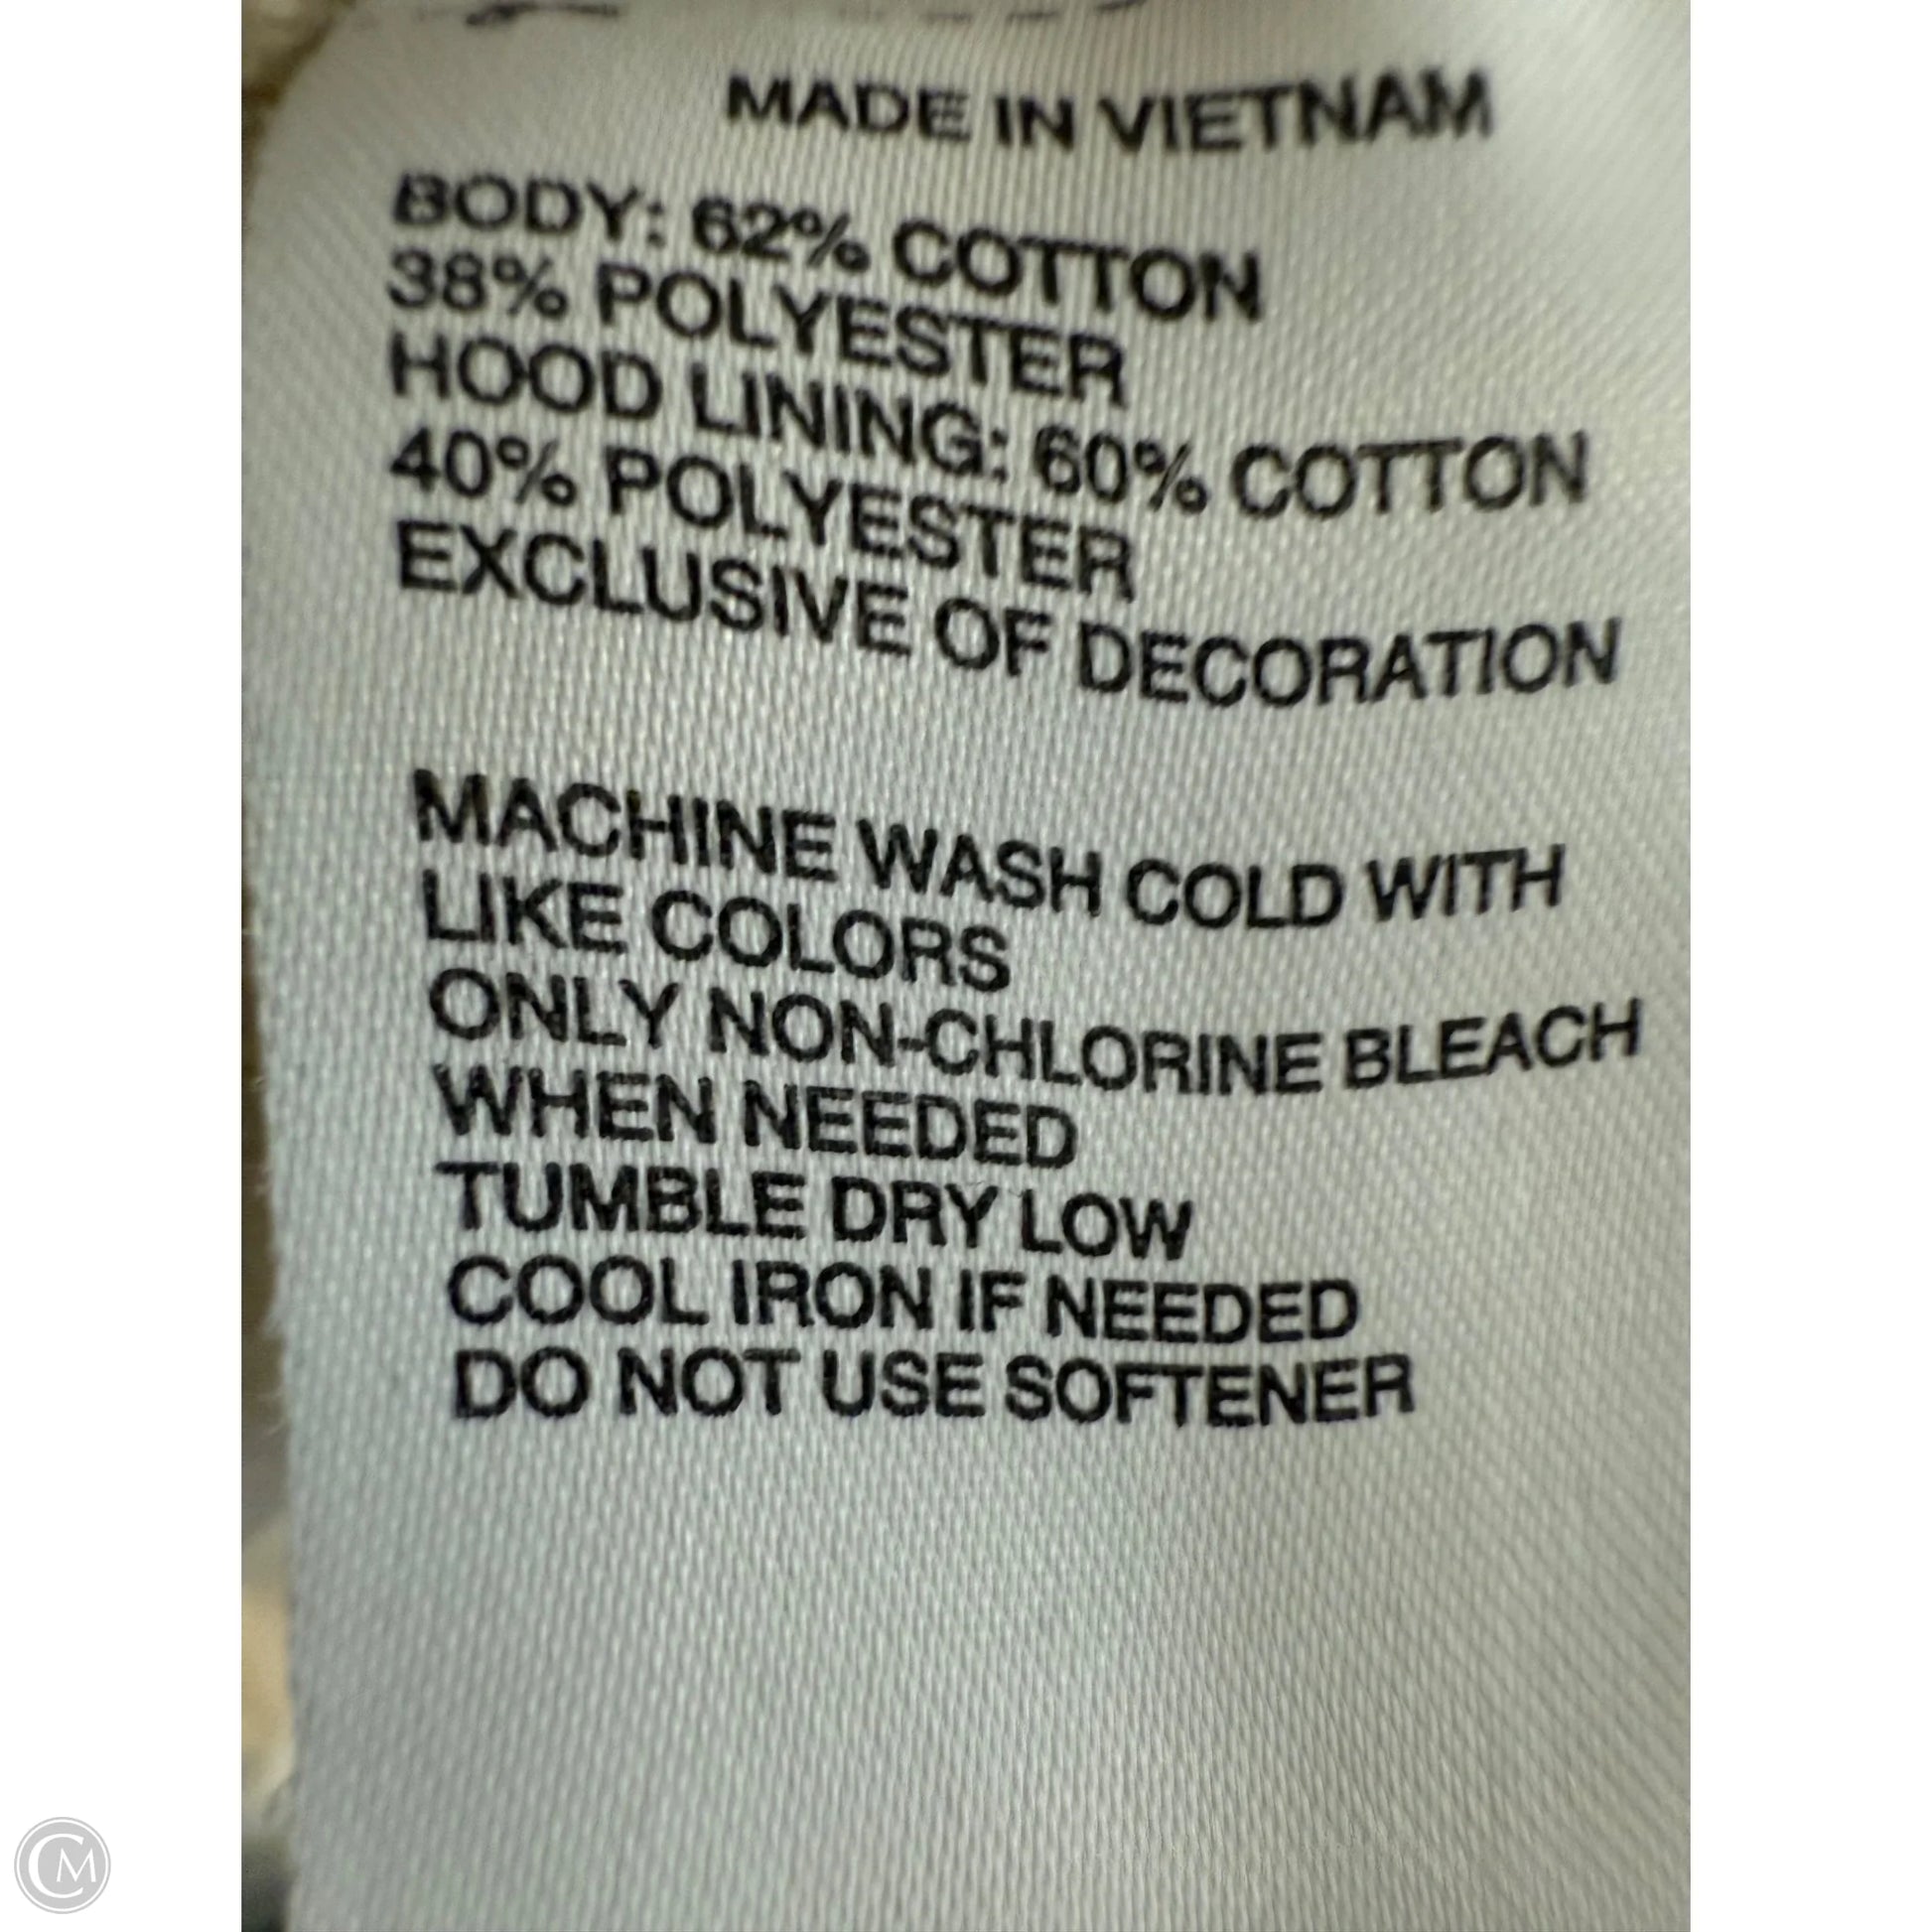 MADE IN VIETNAM
BODY: 62% COTTON
38% POLYESTER
HOOD LINING: 60% COTTON
40% POLYESTER
EXCLUSIVE OF DECORATION
MACHINE WASH COLD WITH
LIKE COLORS
ONLY NON-CHLORINE BLEACH
WHEN NEEDED
TUMBLE DRY LOW
COOL IRON IF NEEDED
DO NOT USE SOFTENER
CM